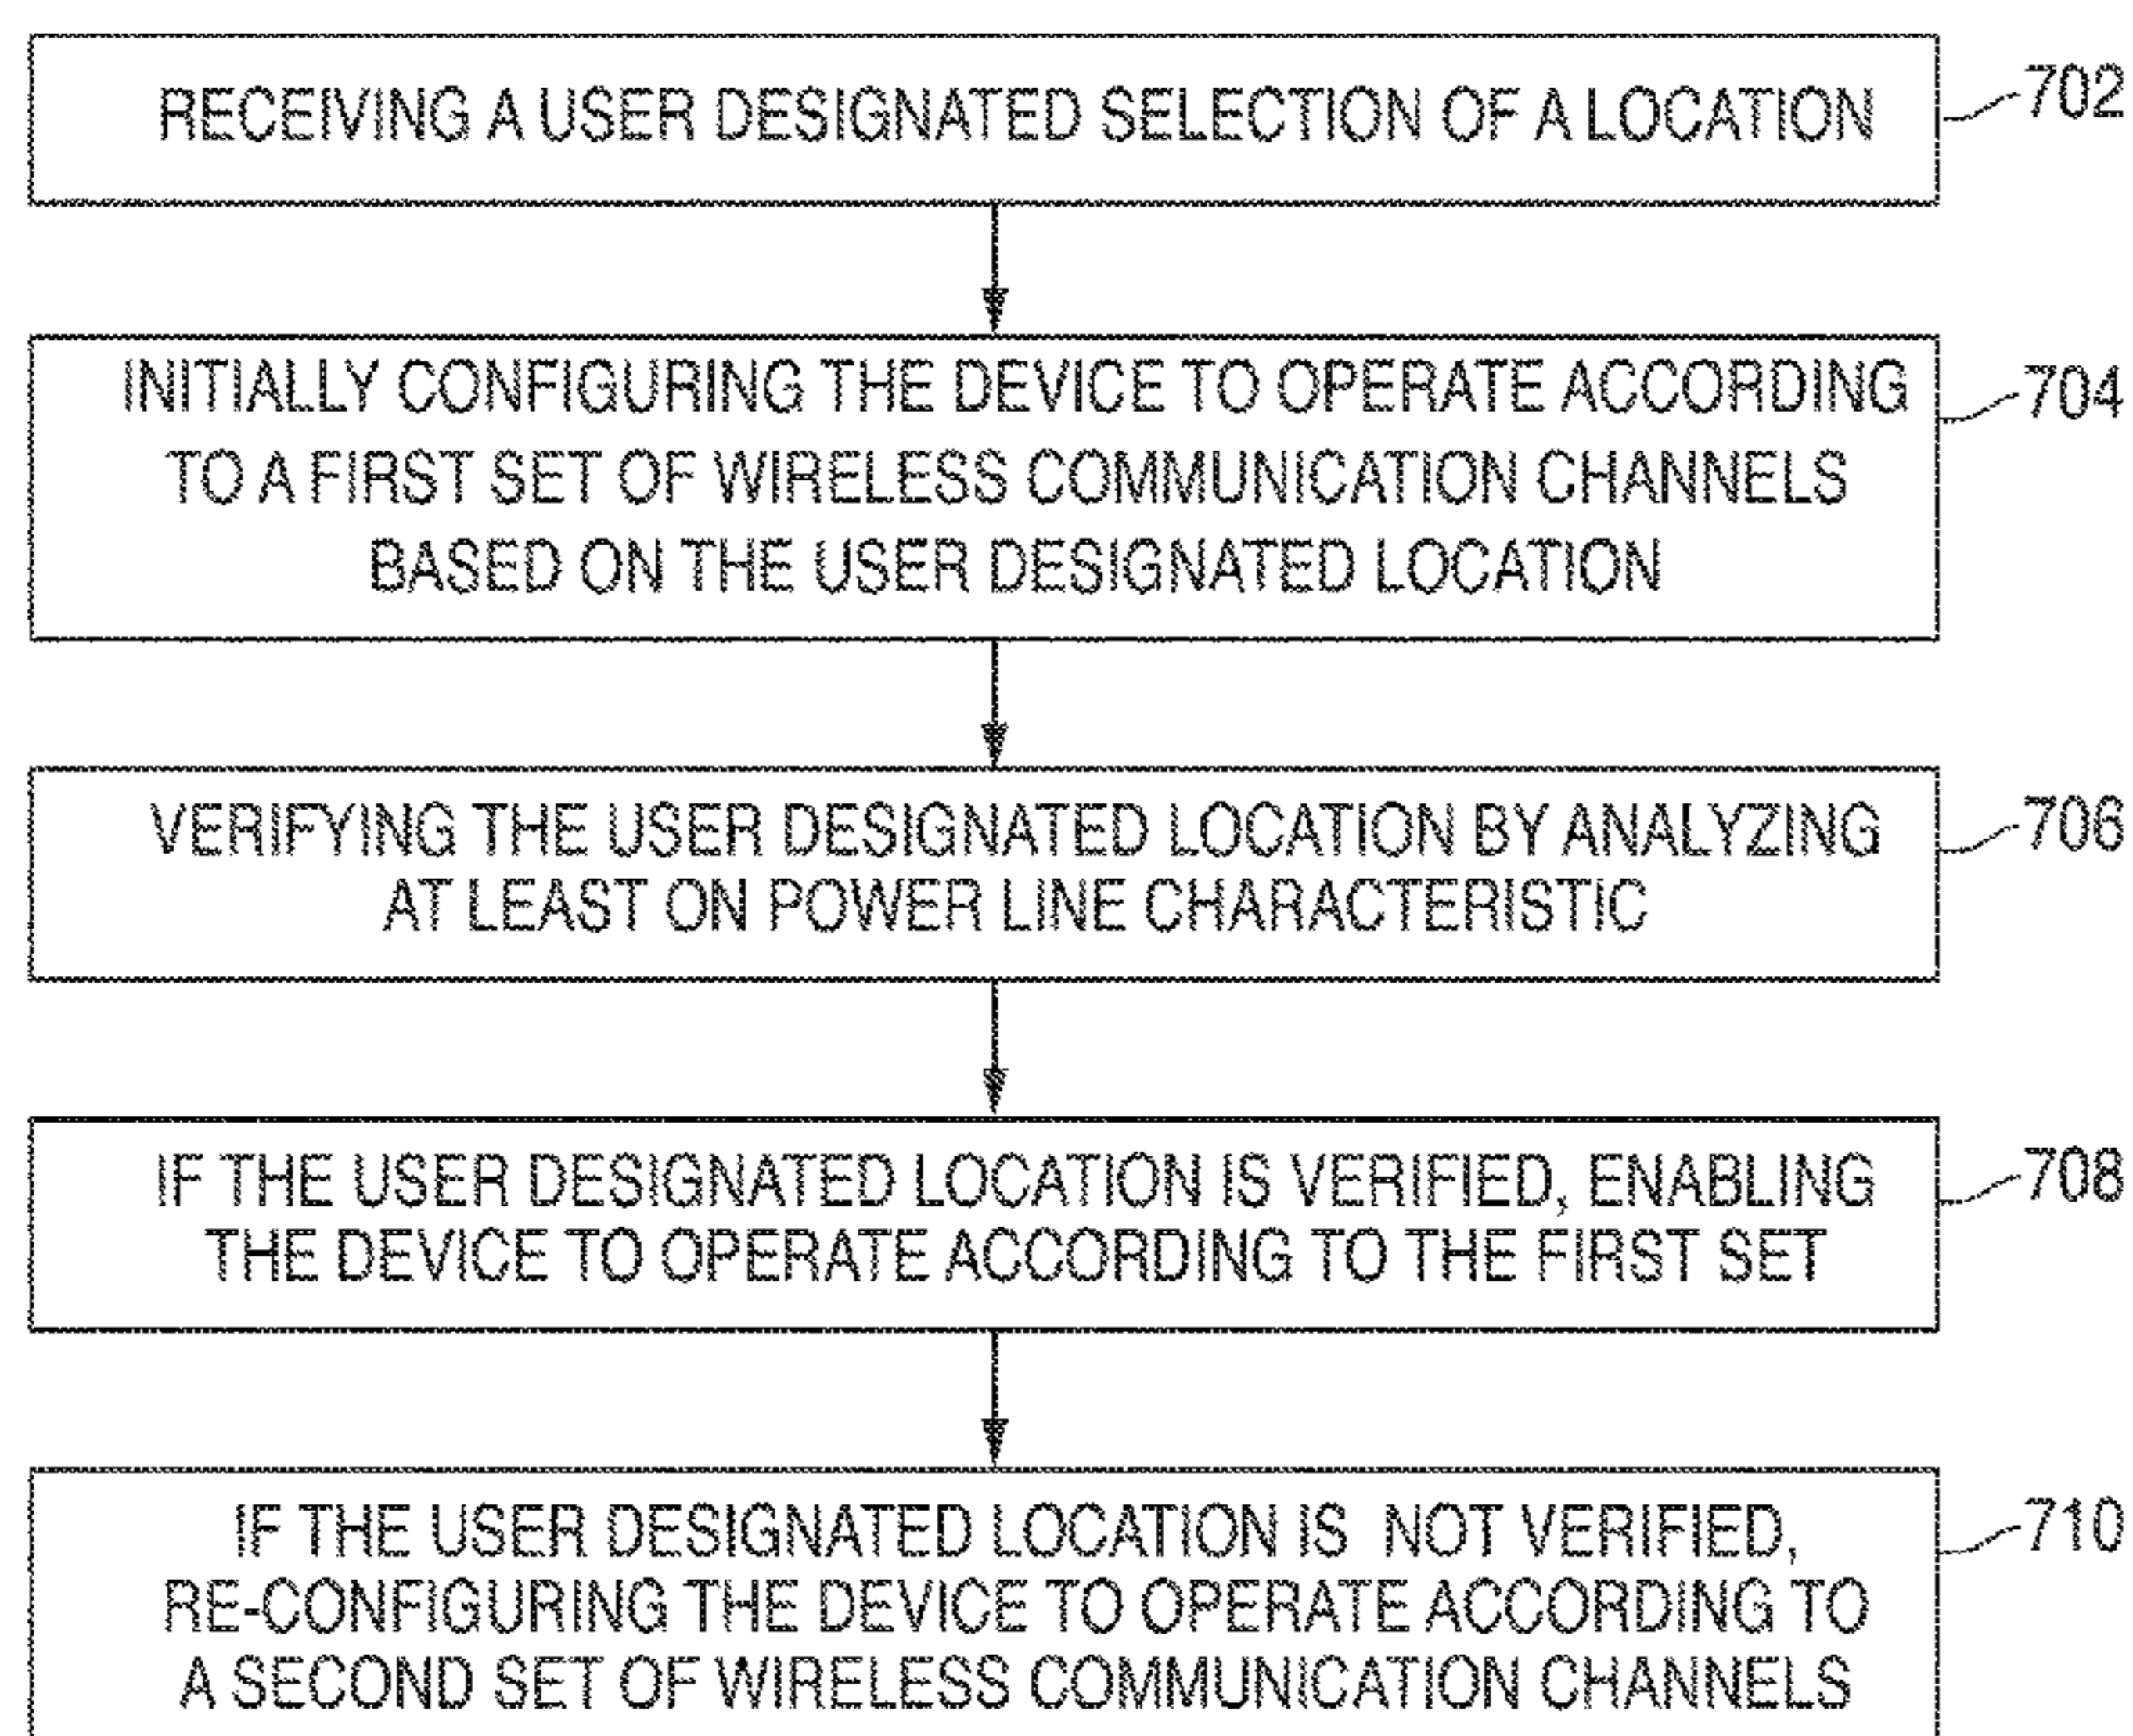 RECEIVING A USER DESIGNATED SELECTION OF A LOCATION
702
INITIALLY CONFIGURING THE DEVICE TO OPERATE ACCORDING
TO A FIRST SET OF WIRELESS COMMUNICATION CHANNELS
BASED ON THE USER DESIGNATED LOCATION
704
VERIFYING THE USER DESIGNATED LOCATION BY ANALYZING
AT LEAST ON POWER LINE CHARACTERISTIC
706
IF THE USER DESIGNATED LOCATION IS VERIFIED, ENABLING
THE DEVICE TO OPERATE ACCORDING TO THE FIRST SET
708
IF THE USER DESIGNATED LOCATION IS NOT VERIFIED,
RE-CONFIGURING THE DEVICE TO OPERATE ACCORDING TO
A SECOND SET OF WIRELESS COMMUNICATION CHANNELS
710